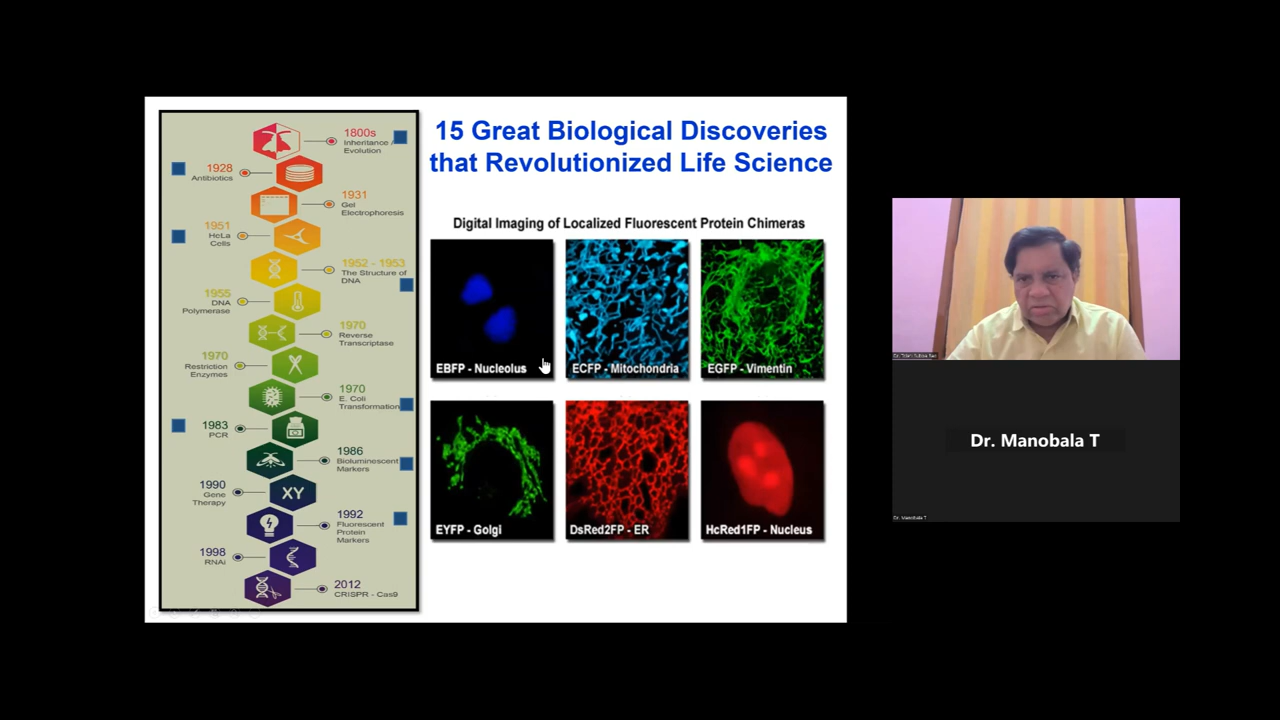 15 Great Biological Discoveries
that Revolutionized Life Science
1800s
Inheritance /
Evolution
1928
Antibiotics
1931
Gel
Electrophoresis
1951
HeLa
Cells
1952 - 1953
The Structure of
DNA
1955
DNA
Polymerase
1970
Reverse
Transcriptase
1970
Restriction
Enzymes
1970
E. Coli
Transformation
1983
PCR
1986
Bioluminescent
Markers
1990
Gene
Therapy
XY
1992
Fluorescent
Protein
Markers
1998
RNAi
2012
CRISPR - Cas9
Digital Imaging of Localized Fluorescent Protein Chimeras
EBFP - Nucleolus
ECFP - Mitochondria
EGFP - Vimentin
EYFP - Golgi
DsRed2FP - ER
HcRed1FP - Nucleus
Dr. Manobala T
Dr. Manobala T